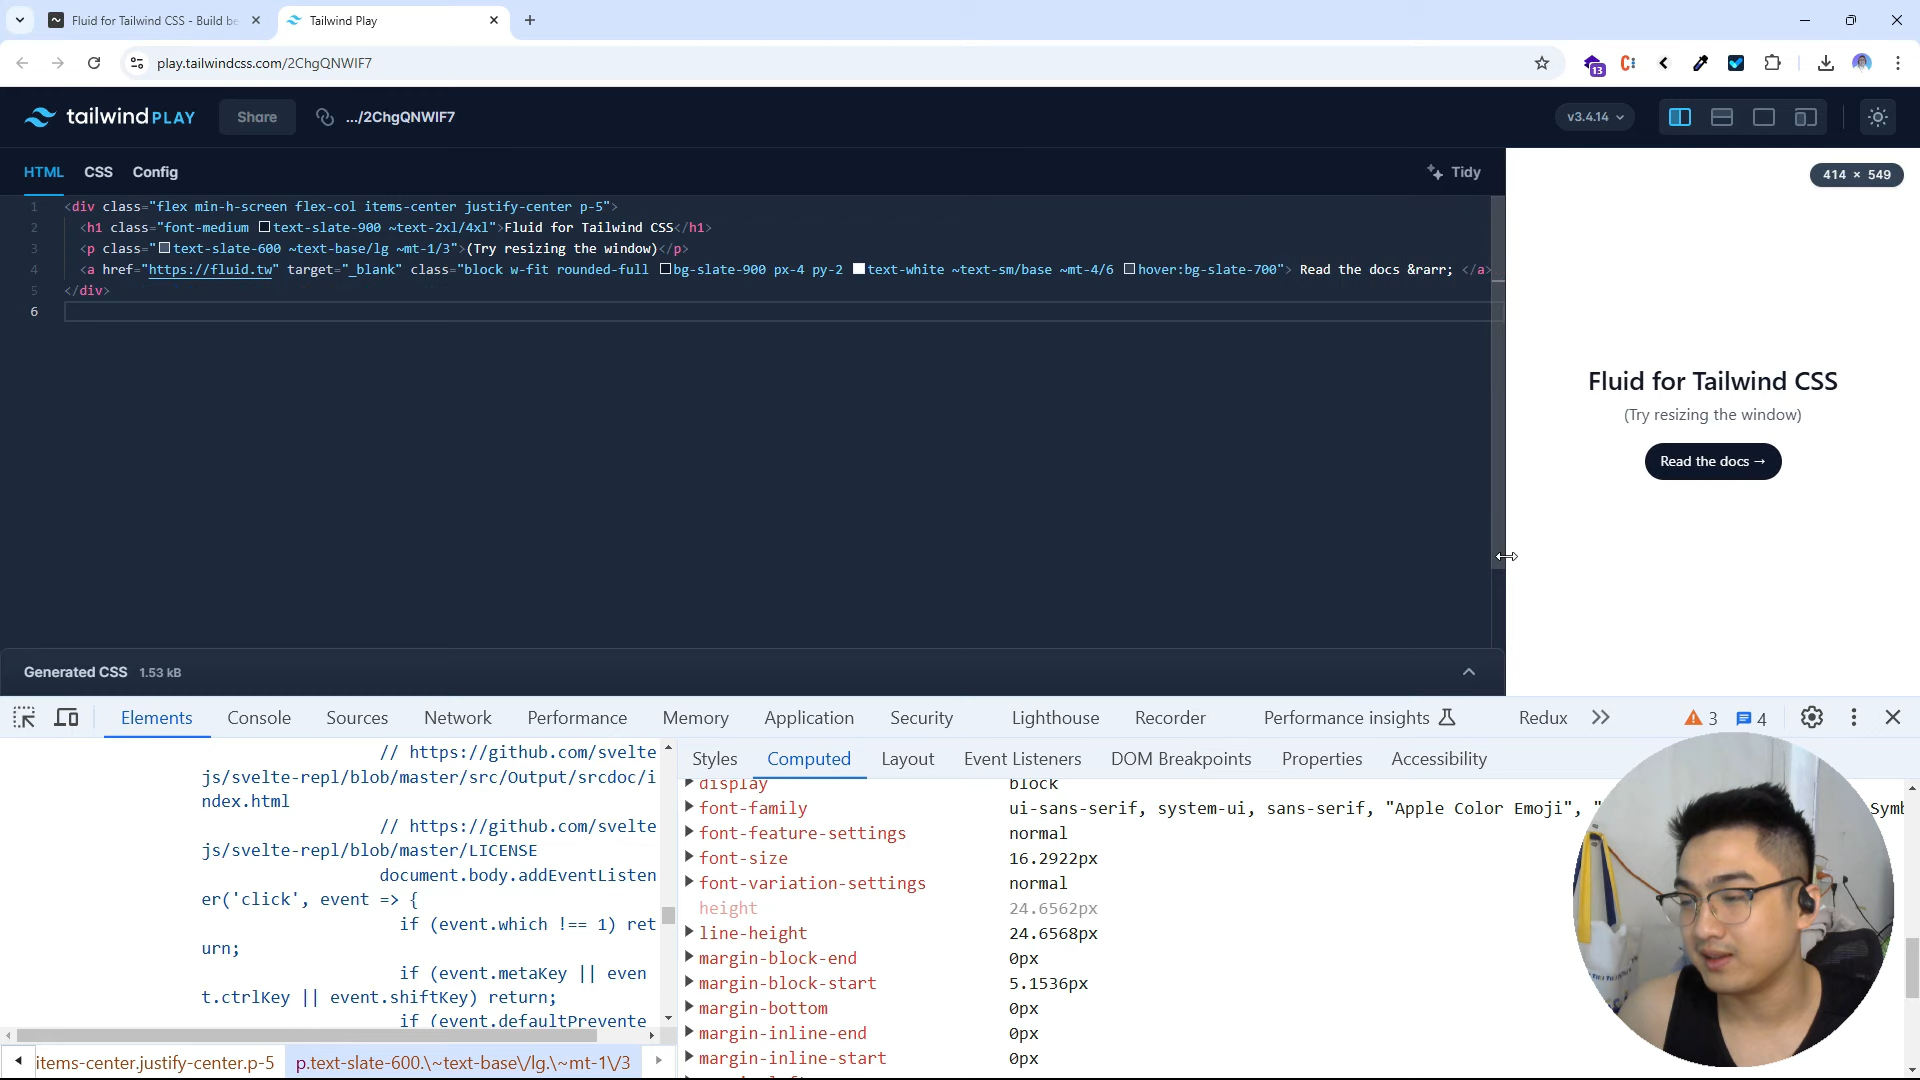 Fluid for Tailwind CSS - Build be
Tailwind Play
play.tailwindcss.com/2ChgQNWIF7
13
tailwind PLAY
Share
.../2ChgQNWIF7
v3.4.14
HTML CSS Config
Tidy
414 × 549
1 <div class="flex min-h-screen flex-col items-center justify-center p-5">
2 <h1 class="font-medium text-slate-900 ~text-2xl/4xl">Fluid for Tailwind CSS</h1>
3 <p class="text-slate-600 ~text-base/lg ~mt-1/3">(Try resizing the window)</p>
4 <a href="https://fluid.tw" target="_blank" class="block w-fit rounded-full bg-slate-900 px-4 py-2 text-white ~text-sm/base ~mt-4/6 hover:bg-slate-700"> Read the docs &rarr; </a>
5 </div>
6
Fluid for Tailwind CSS
(Try resizing the window)
Read the docs →
Generated CSS 1.53 kB
Elements Console Sources Network Performance Memory Application Security Lighthouse Recorder Performance insights Redux 3 4
// https://github.com/svelte
js/svelte-repl/blob/master/src/Output/srcdoc/i
ndex.html
// https://github.com/svelte
js/svelte-repl/blob/master/LICENSE
document.body.addEventListen
er('click', event => {
if (event.which !== 1) ret
urn;
if (event.metaKey || even
t.ctrlKey || event.shiftKey) return;
if (event.defaultPrevente
items-center.justify-center.p-5 p.text-slate-600.\~text-base\/lg.\~mt-1\/3
Styles Computed Layout Event Listeners DOM Breakpoints Properties Accessibility
display block
font-family ui-sans-serif, system-ui, sans-serif, "Apple Color Emoji", " Symb
font-feature-settings normal
font-size 16.2922px
font-variation-settings normal
height 24.6562px
line-height 24.6568px
margin-block-end 0px
margin-block-start 5.1536px
margin-bottom 0px
margin-inline-end 0px
margin-inline-start 0px